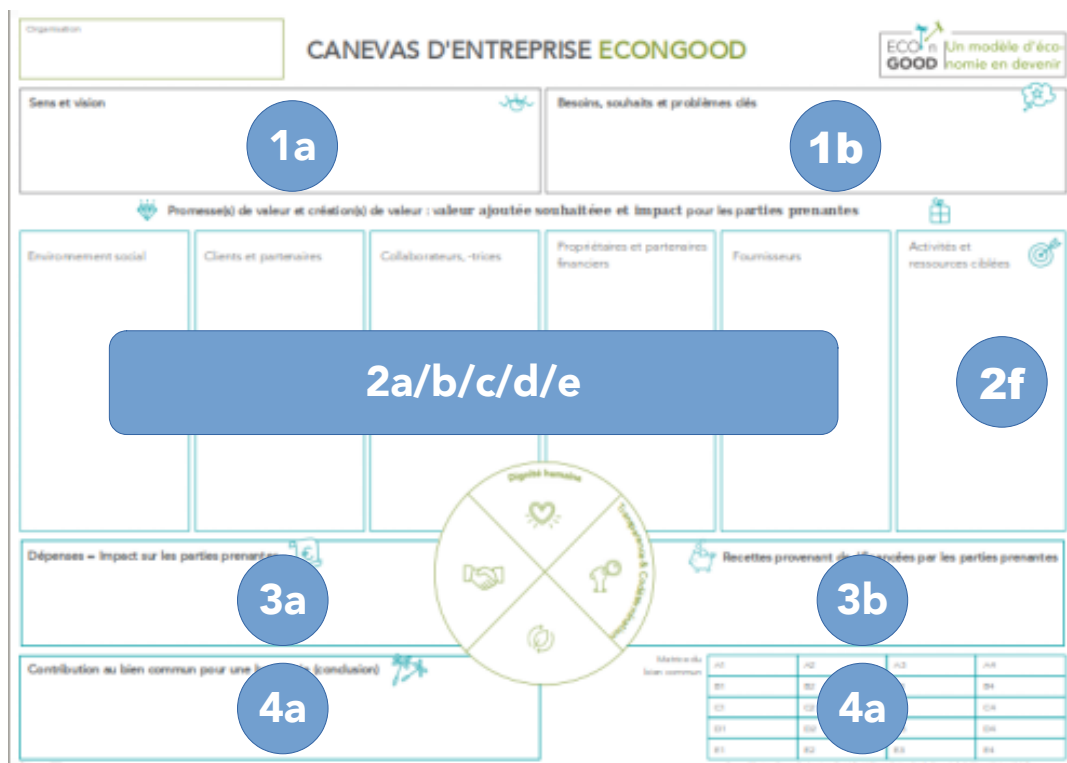 Organisation
CANEVAS D'ENTREPRISE ECONGOOD
ECO n
GOOD
Un modèle d'éco-
nomie en devenir
Sens et vision
1a
Besoins, souhaits et problèmes clés
1b
Promesse(s) de valeur et création(s) de valeur : valeur ajoutée souhaitéee et impact pour les parties prenantes
Environnement social
Clients et partenaires
Collaborateurs, -trices
Propriétaires et partenaires
financiers
Fournisseurs
Activités et
ressources ciblées
2a/b/c/d/e
2f
Dignité humaine
Transparence &
Dépenses – Impact sur les parties prenantes
3a
Recettes provenant de par les parties prenantes
3b
Contribution au bien commun pour une (conclusion)
4a
Matrice du
bien commun
A1 A2 A3 A4
B1 B2 B4
C1 C2 C4
D1 D2 D4
E1 E2 E3 E4
4a